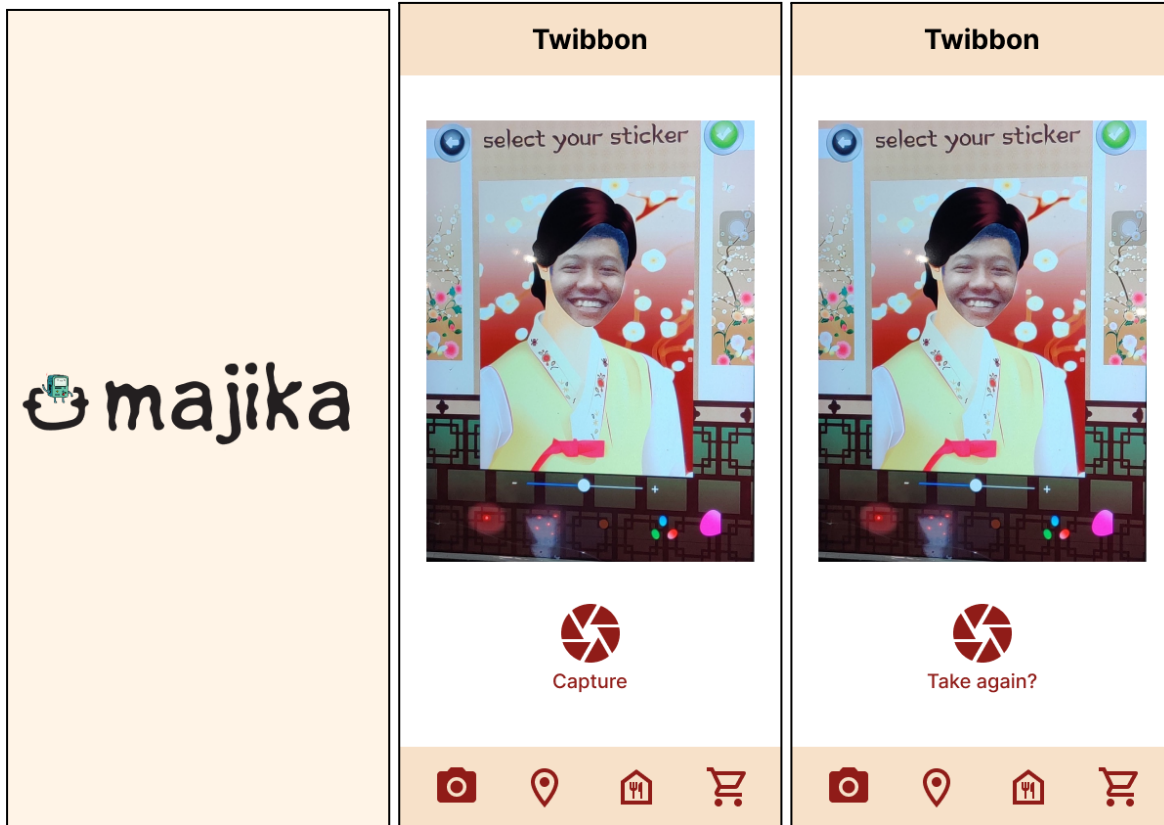 majika
Twibbon
select your sticker
- +
Capture
Twibbon
select your sticker
- +
Take again?